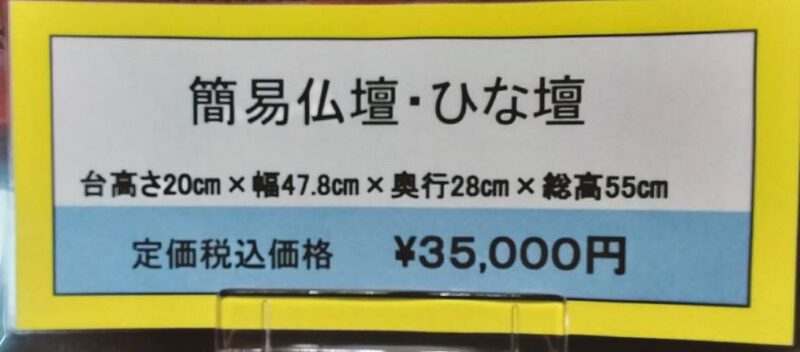 簡易仏壇・ひな壇
台高さ20cm×幅47.8cm×奥行28cm×総高55cm
定価税込価格 ¥35,000円